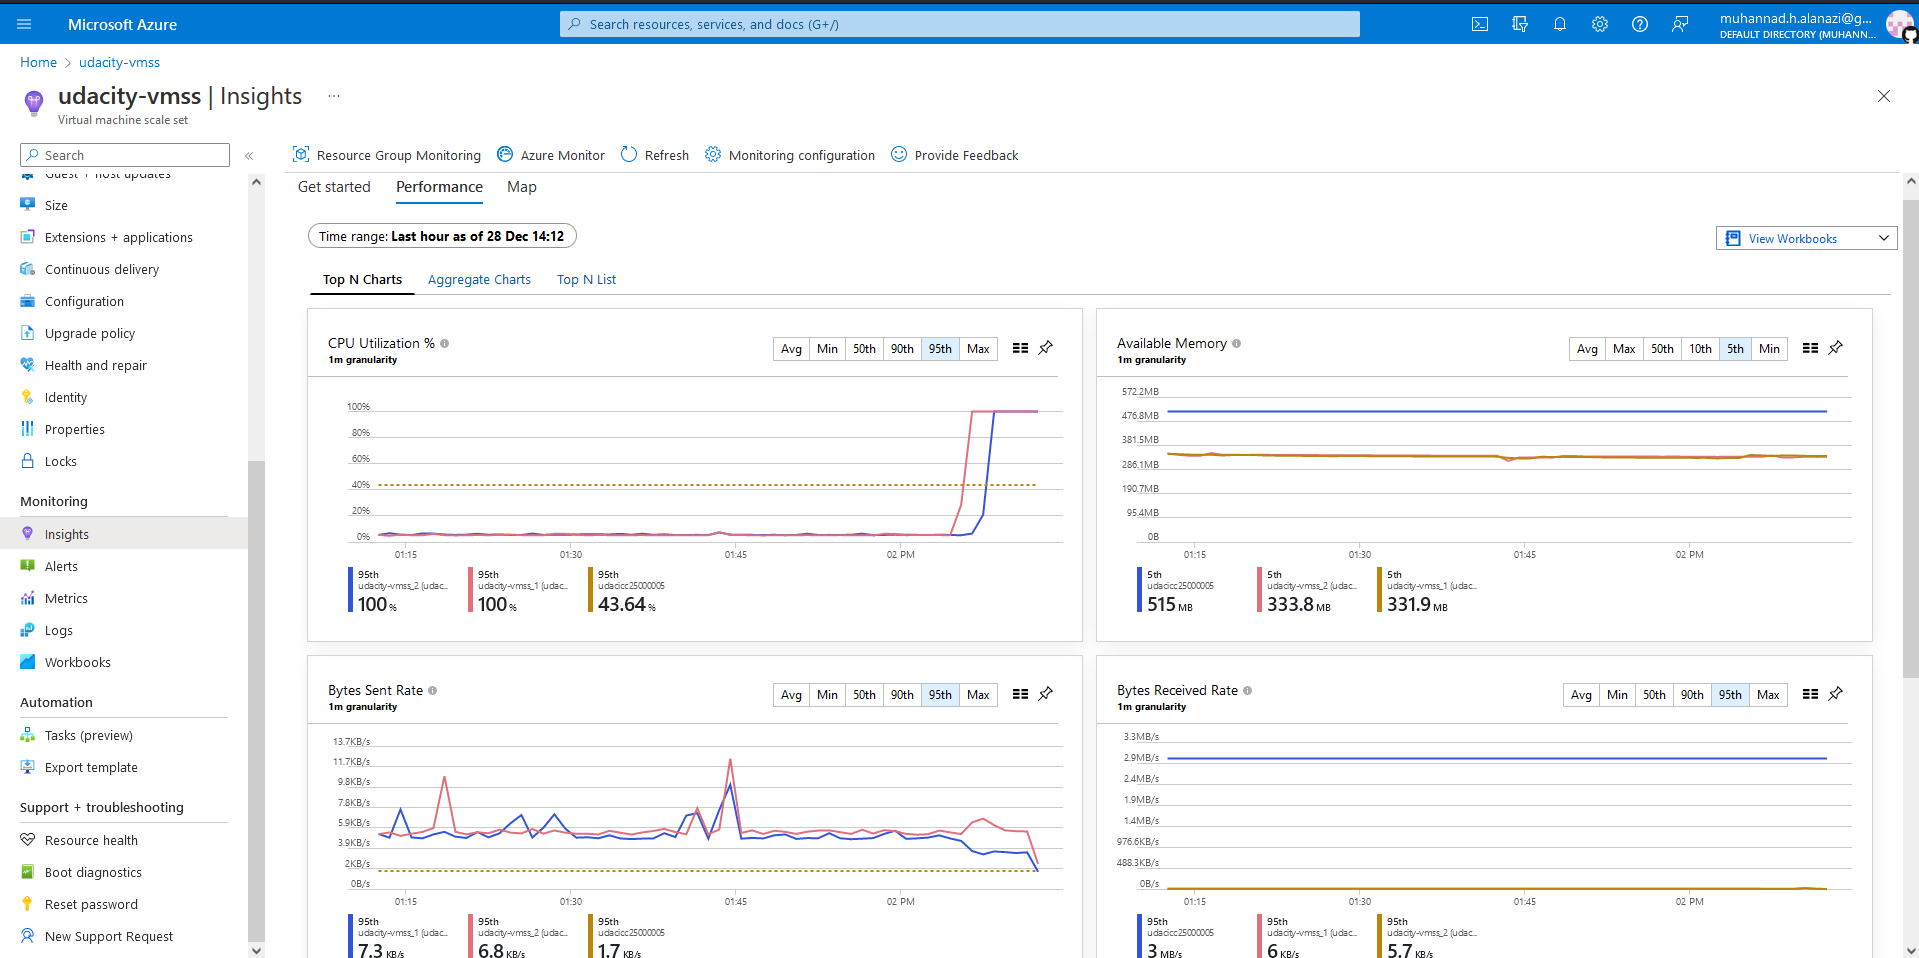 Microsoft Azure
Search resources, services, and docs (G+/)
muhannad.h.alanazi@g...
DEFAULT DIRECTORY (MUHANN...
Home > udacity-vmss
udacity-vmss | Insights ...
Virtual machine scale set
Search «
Resource Group Monitoring Azure Monitor Refresh Monitoring configuration Provide Feedback
Guest + host updates
Size
Extensions + applications
Continuous delivery
Configuration
Upgrade policy
Health and repair
Identity
Properties
Locks
Monitoring
Insights
Alerts
Metrics
Logs
Workbooks
Automation
Tasks (preview)
Export template
Support + troubleshooting
Resource health
Boot diagnostics
Reset password
New Support Request
Get started Performance Map
Time range: Last hour as of 28 Dec 14:12
View Workbooks
Top N Charts Aggregate Charts Top N List
CPU Utilization %
1m granularity
Avg Min 50th 90th 95th Max
100%
80%
60%
40%
20%
0%
01:15 01:30 01:45 02 PM
95th 95th 95th
udacity-vmss_2 (udac... udacity-vmss_1 (udac... udacicc25000005
100 % 100 % 43.64 %
Available Memory
1m granularity
Avg Max 50th 10th 5th Min
572.2MB
476.8MB
381.5MB
286.1MB
190.7MB
95.4MB
0B
01:15 01:30 01:45 02 PM
5th 5th 5th
udacicc25000005 udacity-vmss_2 (udac... udacity-vmss_1 (udac...
515 MB 333.8 MB 331.9 MB
Bytes Sent Rate
1m granularity
Avg Min 50th 90th 95th Max
13.7KB/s
11.7KB/s
9.8KB/s
7.8KB/s
5.9KB/s
3.9KB/s
2KB/s
0B/s
01:15 01:30 01:45 02 PM
95th 95th 95th
udacity-vmss_1 (udac... udacity-vmss_2 (udac... udacicc25000005
7.3 KB/s 6.8 KB/s 1.7 KB/s
Bytes Received Rate
1m granularity
Avg Min 50th 90th 95th Max
3.3MB/s
2.9MB/s
2.4MB/s
1.9MB/s
1.4MB/s
976.6KB/s
488.3KB/s
0B/s
01:15 01:30 01:45 02 PM
95th 95th 95th
udacicc25000005 udacity-vmss_1 (udac... udacity-vmss_2 (udac...
3 MB/s 6 KB/s 5.7 KB/s